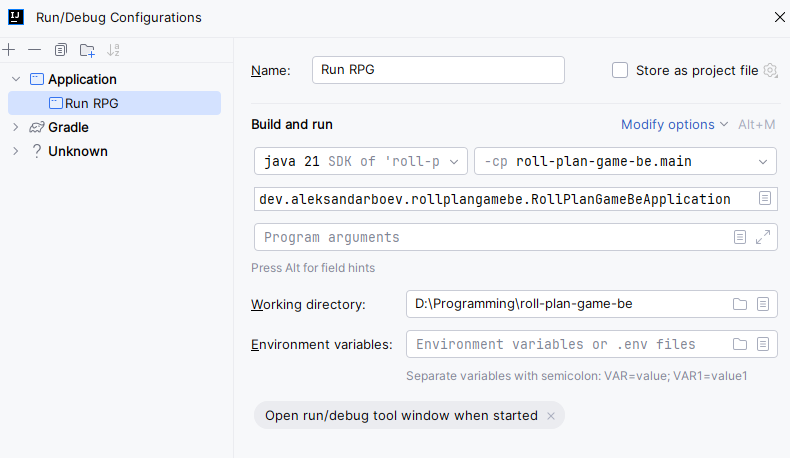 IJ Run/Debug Configurations
Application
Run RPG
Gradle
? Unknown
Name: Run RPG Store as project file
Build and run Modify options Alt+M
java 21 SDK of 'roll-p -cp roll-plan-game-be.main
dev.aleksandarboev.rollplangamebe.RollPlanGameBeApplication
Program arguments
Press Alt for field hints
Working directory: D:\Programming\roll-plan-game-be
Environment variables: Environment variables or .env files
Separate variables with semicolon: VAR=value; VAR1=value1
Open run/debug tool window when started